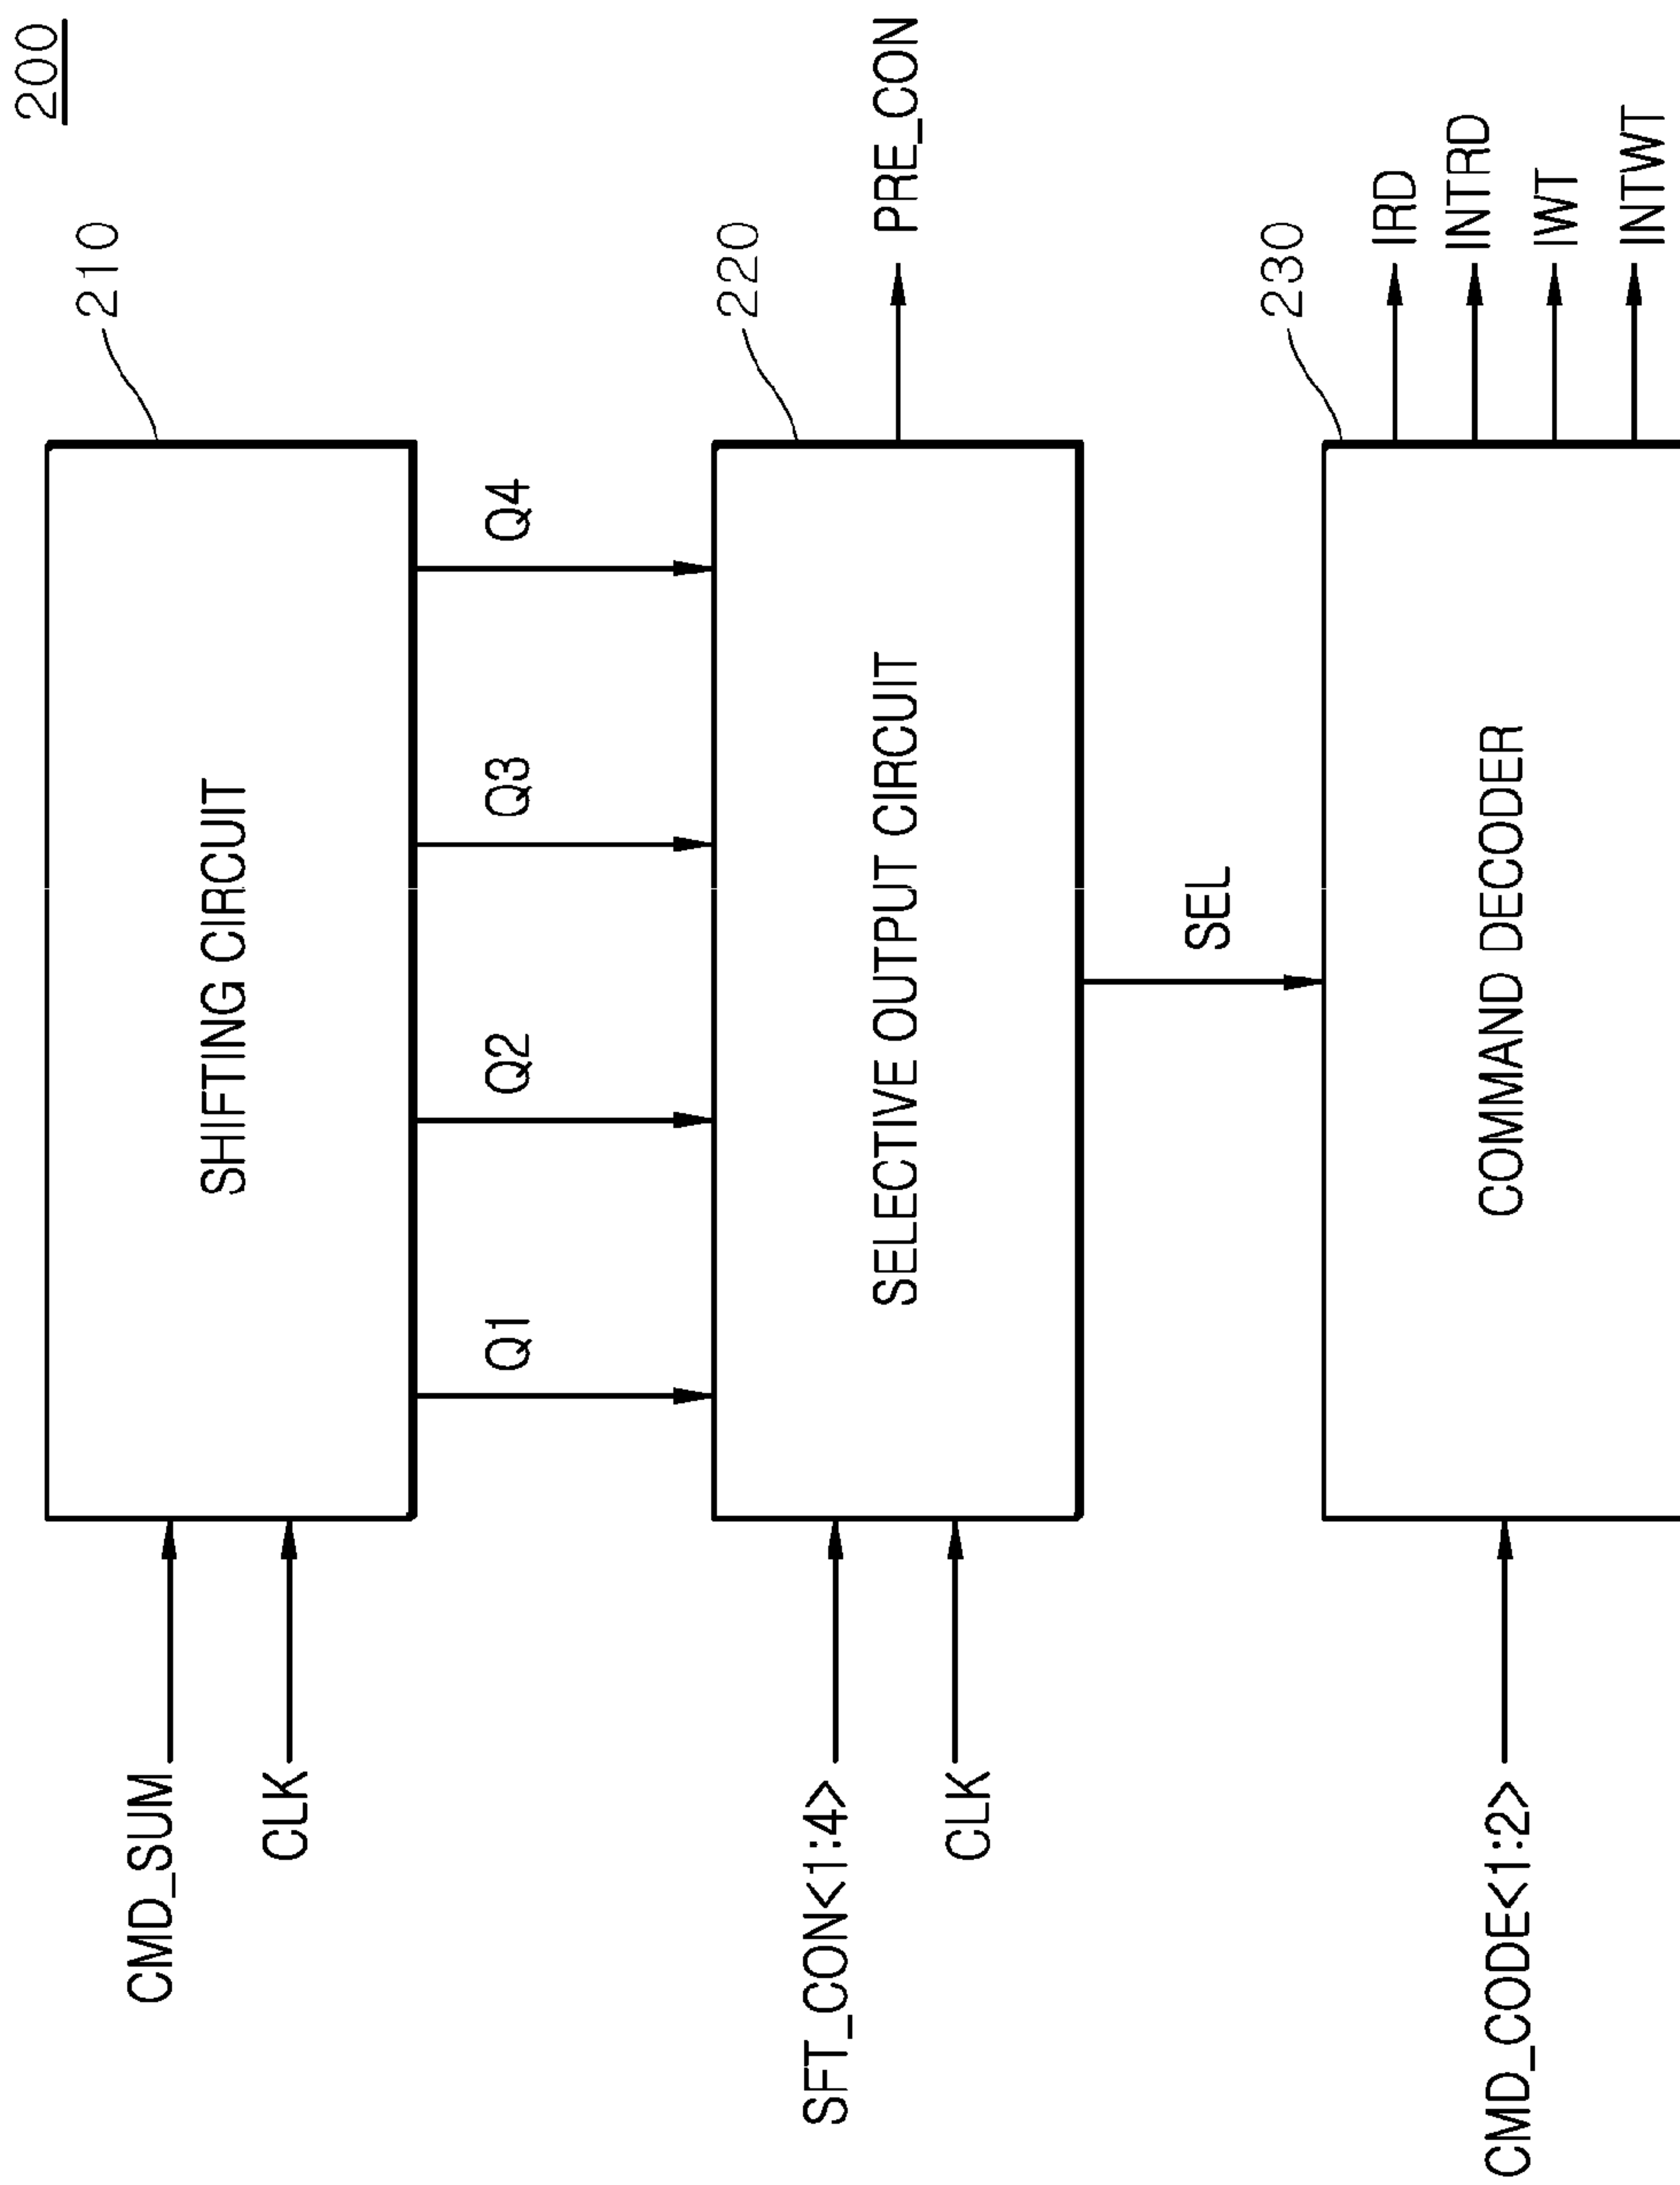 200
210
CMD_SUM
CLK
SHIFTING CIRCUIT
Q1
Q2
Q3
Q4
220
SFT_CON<1:4>
CLK
SELECTIVE OUTPUT CIRCUIT
PRE_CON
SEL
230
CMD_CODE<1:2>
COMMAND DECODER
IRD
INTRD
IWT
INTWT